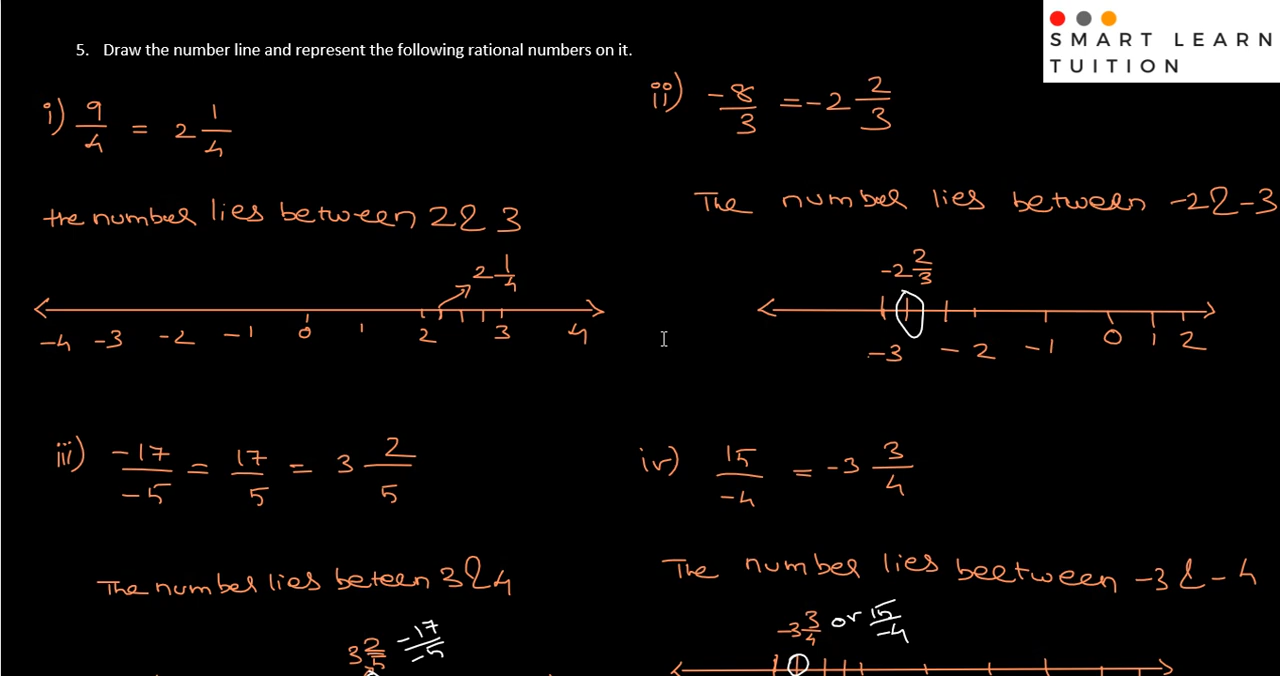 SMART LEARN
TUITION
5. Draw the number line and represent the following rational numbers on it.
i) 9/4 = 2 1/4
the number lies between 2 & 3
2 1/4
-4 -3 -2 -1 0 1 2 3 4
ii) -8/3 = -2 2/3
The number lies between -2 & -3
-2 2/3
-3 -2 -1 0 1 2
iii) -17/-5 = 17/5 = 3 2/5
The number lies beteen 3 & 4
3 2/5 -17/-5
iv) 15/-4 = -3 3/4
The number lies beetween -3 & -4
-3 3/4 or 15/-4